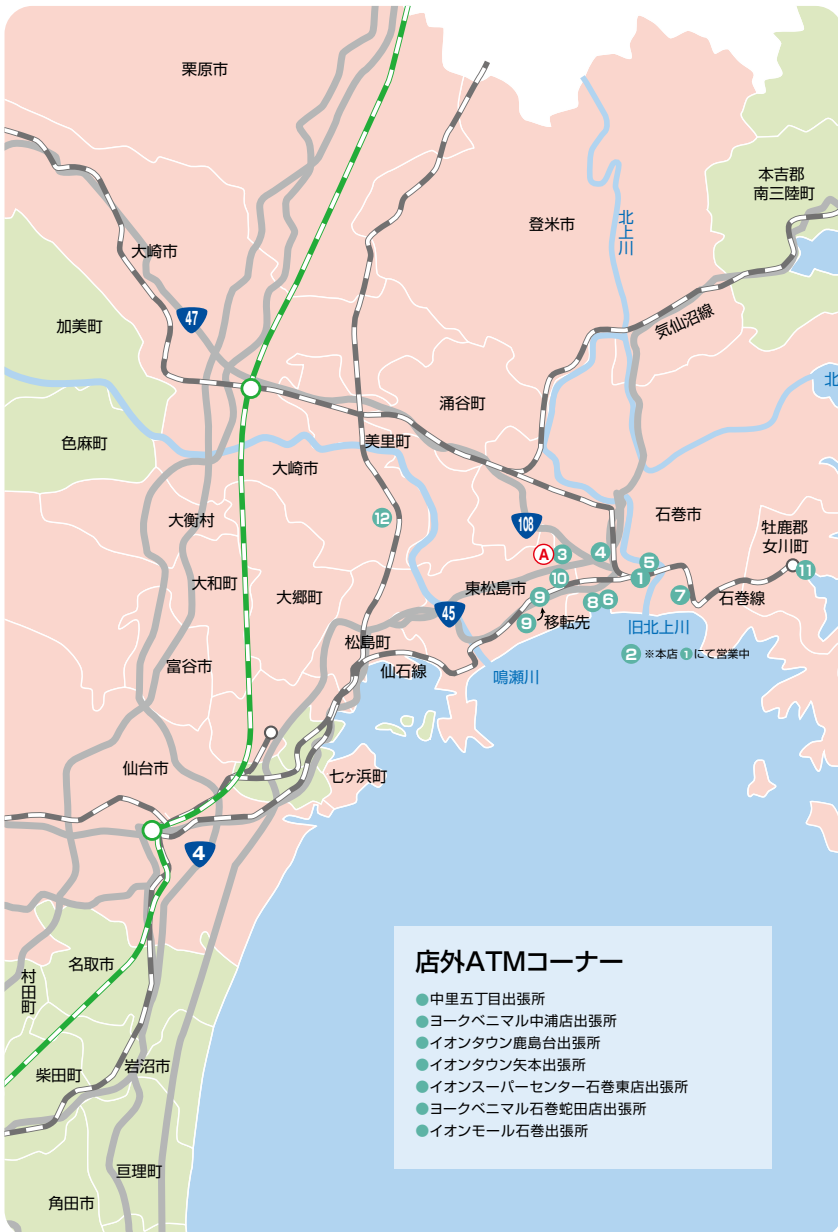 栗原市
本吉郡
南三陸町
登米市
北上川
大崎市
47
加美町
気仙沼線
北
涌谷町
色麻町
美里町
大崎市
12
大衡村
108
石巻市
牡鹿郡
女川町
A
3
4
5
11
大和町
大郷町
東松島市
10
1
石巻線
7
9
8
6
45
9
移転先
旧北上川
松島町
2
※本店1にて営業中
富谷市
仙石線
鳴瀬川
仙台市
七ヶ浜町
4
店外ATMコーナー
●中里五丁目出張所
●ヨークベニマル中浦店出張所
●イオンタウン鹿島台出張所
●イオンタウン矢本出張所
●イオンスーパーセンター石巻東店出張所
●ヨークベニマル石巻蛇田店出張所
●イオンモール石巻出張所
名取市
村田町
柴田町
岩沼市
亘理町
角田市